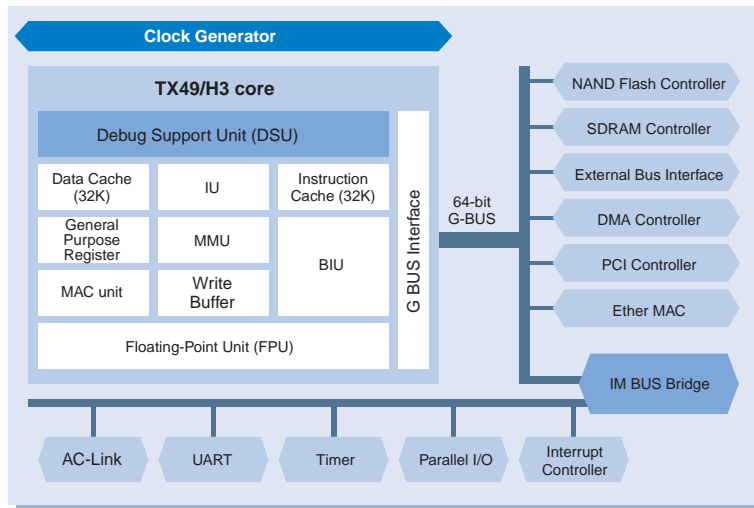 Clock Generator
TX49/H3 core
Debug Support Unit (DSU)
Data Cache
(32K)
IU
Instruction
Cache (32K)
General
Purpose
Register
MMU
BIU
MAC unit
Write
Buffer
Floating-Point Unit (FPU)
G BUS Interface
64-bit
G-BUS
NAND Flash Controller
SDRAM Controller
External Bus Interface
DMA Controller
PCI Controller
Ether MAC
IM BUS Bridge
AC-Link
UART
Timer
Parallel I/O
Interrupt
Controller